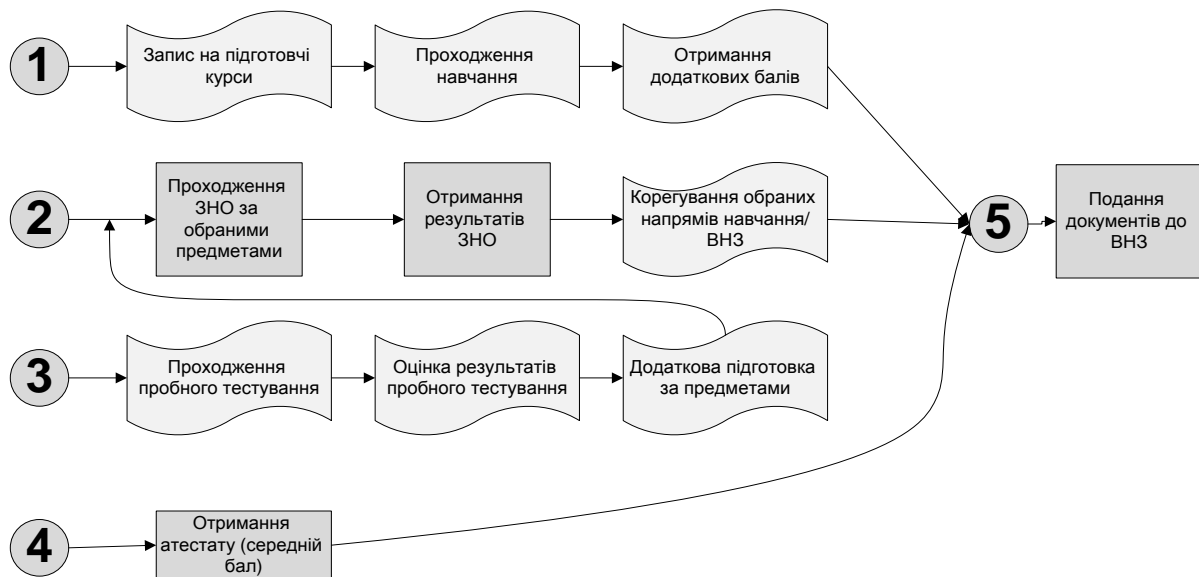 1
Запис на підготовчі
курси
Проходження
навчання
Отримання
додаткових балів
2
Проходження
ЗНО за
обраними
предметами
Отримання
результатів
ЗНО
Корегування обраних
напрямів навчання/
ВНЗ
5
Подання
документів до
ВНЗ
3
Проходження
пробного тестування
Оцінка результатів
пробного тестування
Додаткова підготовка
за предметами
4
Отримання
атестату (середній
бал)